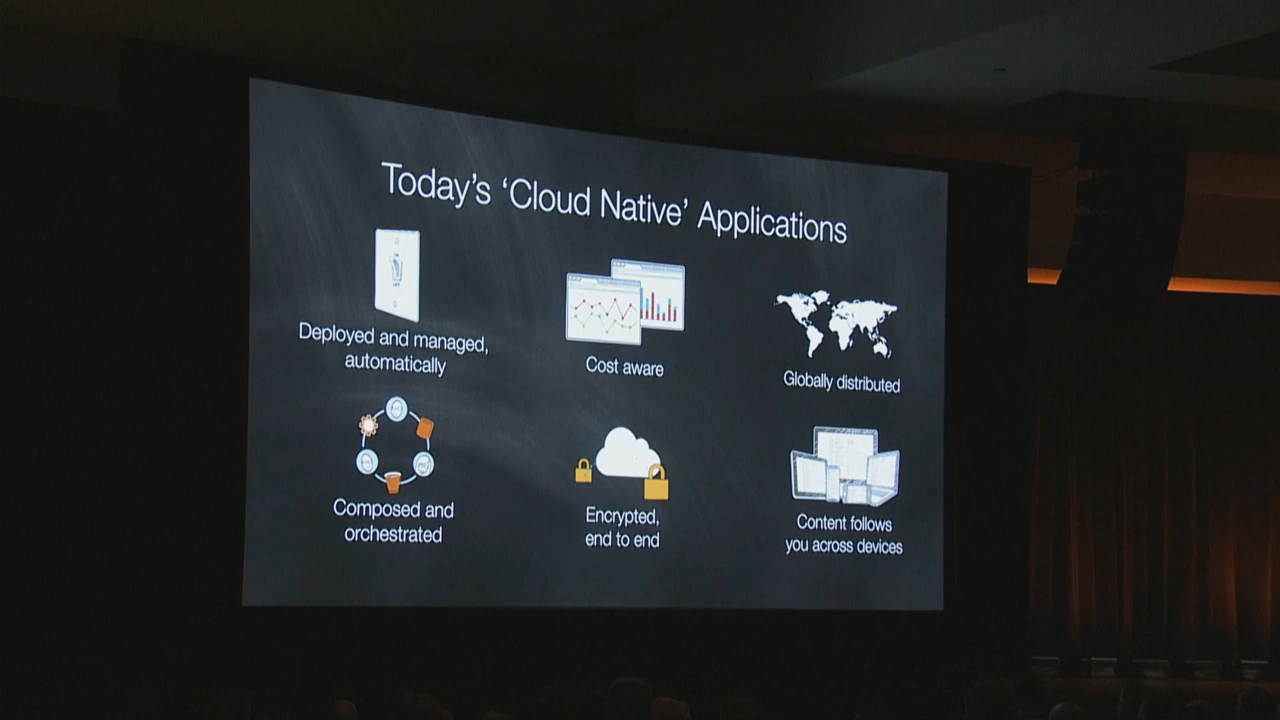 Today's 'Cloud Native' Applications
Deployed and managed,
automatically
Cost aware
Globally distributed
Composed and
orchestrated
Encrypted,
end to end
Content follows
you across devices